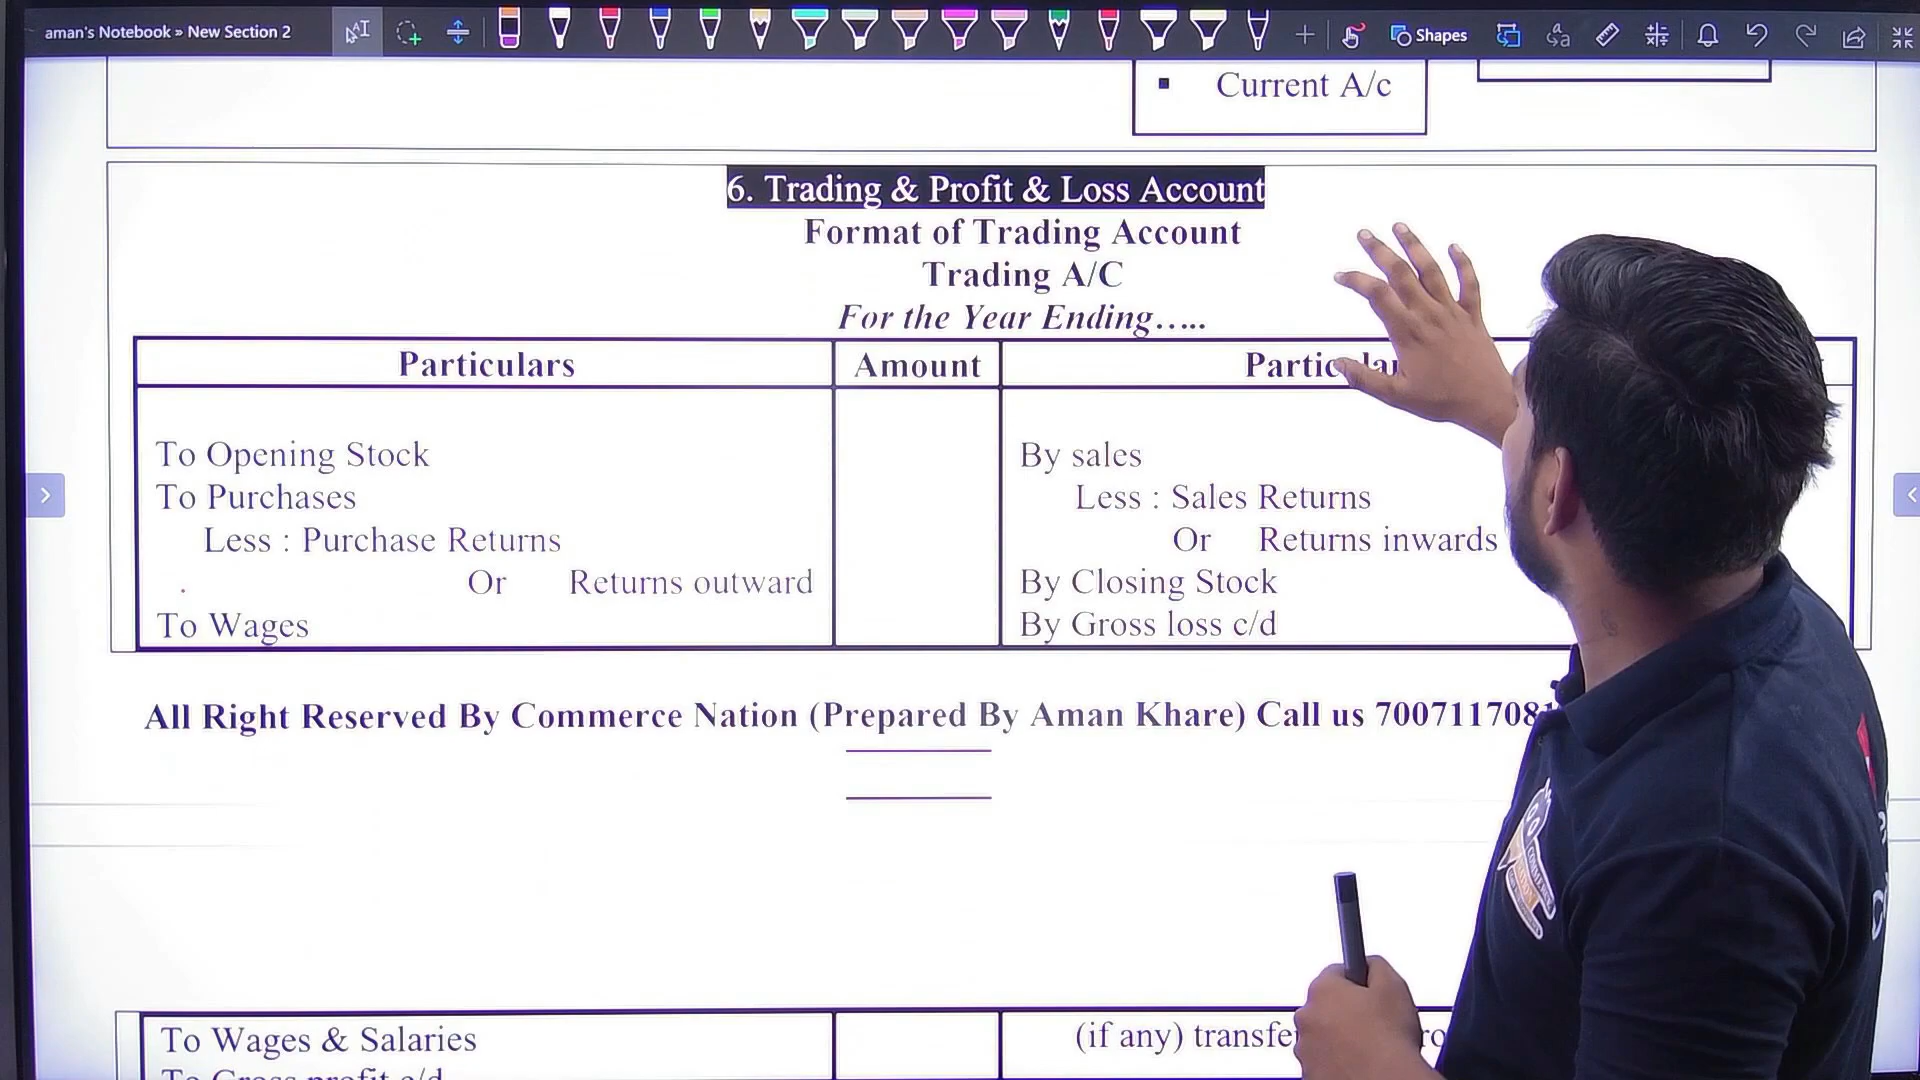 aman's Notebook » New Section 2
Shapes
▪ Current A/c
6. Trading & Profit & Loss Account
Format of Trading Account
Trading A/C
For the Year Ending…..
Particulars Amount
To Opening Stock
To Purchases
Less : Purchase Returns
Or Returns outward
To Wages
By sales
Less : Sales Returns
Or Returns inwards
By Closing Stock
By Gross loss c/d
All Right Reserved By Commerce Nation (Prepared By Aman Khare) Call us 700711708
To Wages & Salaries
To Gross profit c/d
(if any)